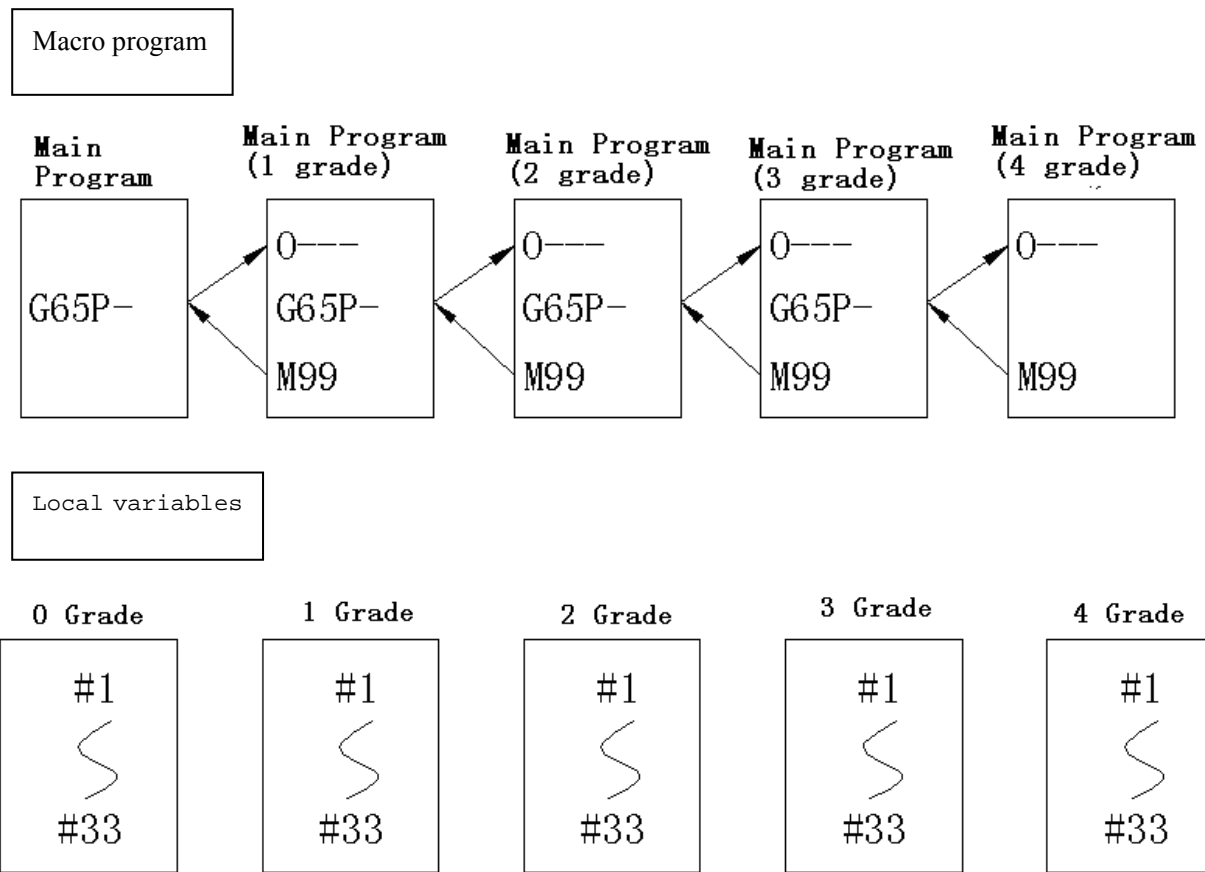 Macro program
Main
Program
Main Program
(1 grade)
Main Program
(2 grade)
Main Program
(3 grade)
Main Program
(4 grade)
G65P-
O---
G65P-
M99
O---
G65P-
M99
O---
G65P-
M99
O---
M99
Local variables
0 Grade
1 Grade
2 Grade
3 Grade
4 Grade
#1
#33
#1
#33
#1
#33
#1
#33
#1
#33